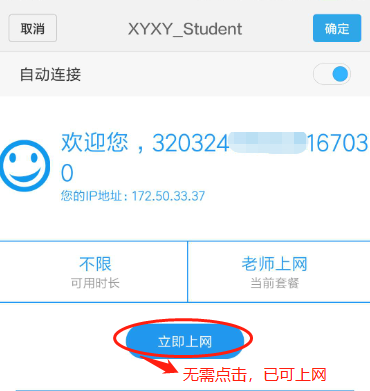 取消 XYXY_Student 确定
自动连接
欢迎您，320324 16703
0
您的IP地址: 172.50.33.37
不限 老师上网
可用时长 当前套餐
立即上网
无需点击，已可上网